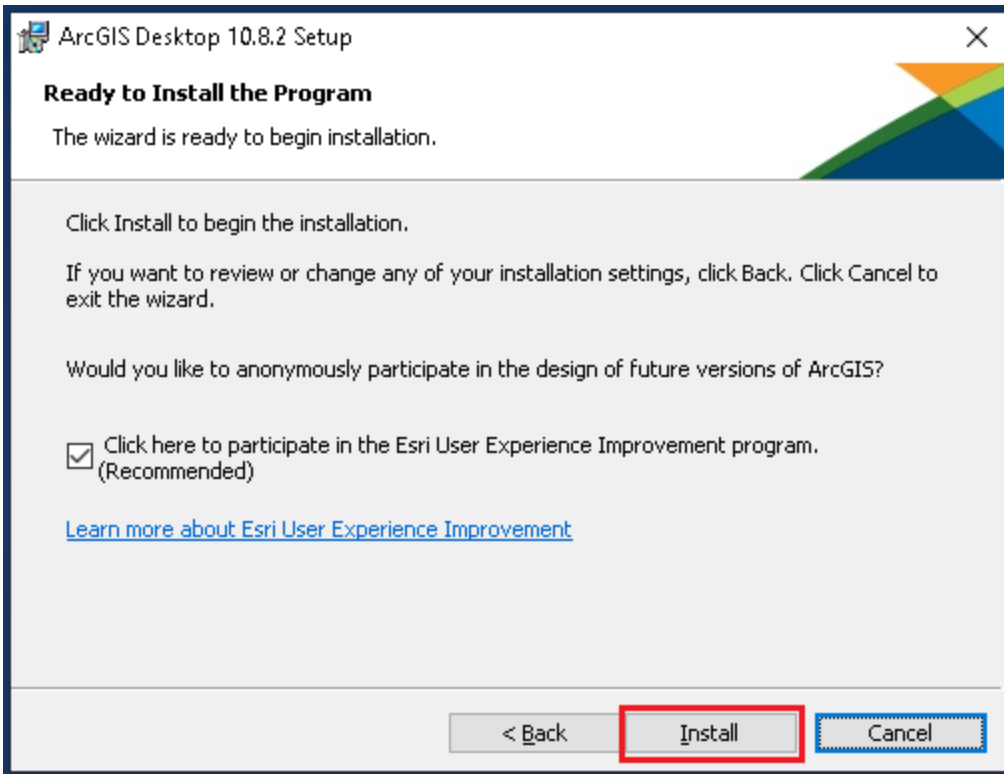 ArcGIS Desktop 10.8.2 Setup
Ready to Install the Program
The wizard is ready to begin installation.
Click Install to begin the installation.
If you want to review or change any of your installation settings, click Back. Click Cancel to
exit the wizard.
Would you like to anonymously participate in the design of future versions of ArcGIS?
Click here to participate in the Esri User Experience Improvement program.
(Recommended)
Learn more about Esri User Experience Improvement
< Back
Install
Cancel